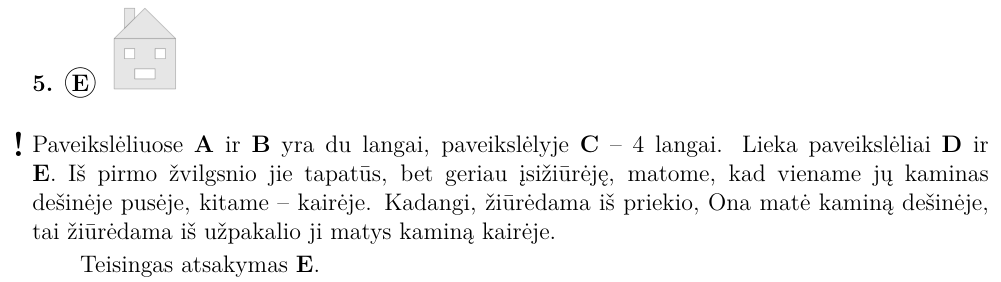 5. E
! Paveikslėliuose A ir B yra du langai, paveikslėlyje C – 4 langai. Lieka paveikslėliai D ir
E. Iš pirmo žvilgsnio jie tapatūs, bet geriau įsižiūrėję, matome, kad viename jų kaminas
dešinėje pusėje, kitame – kairėje. Kadangi, žiūrėdama iš priekio, Ona matė kaminą dešinėje,
tai žiūrėdama iš užpakalio ji matys kaminą kairėje.
Teisingas atsakymas E.